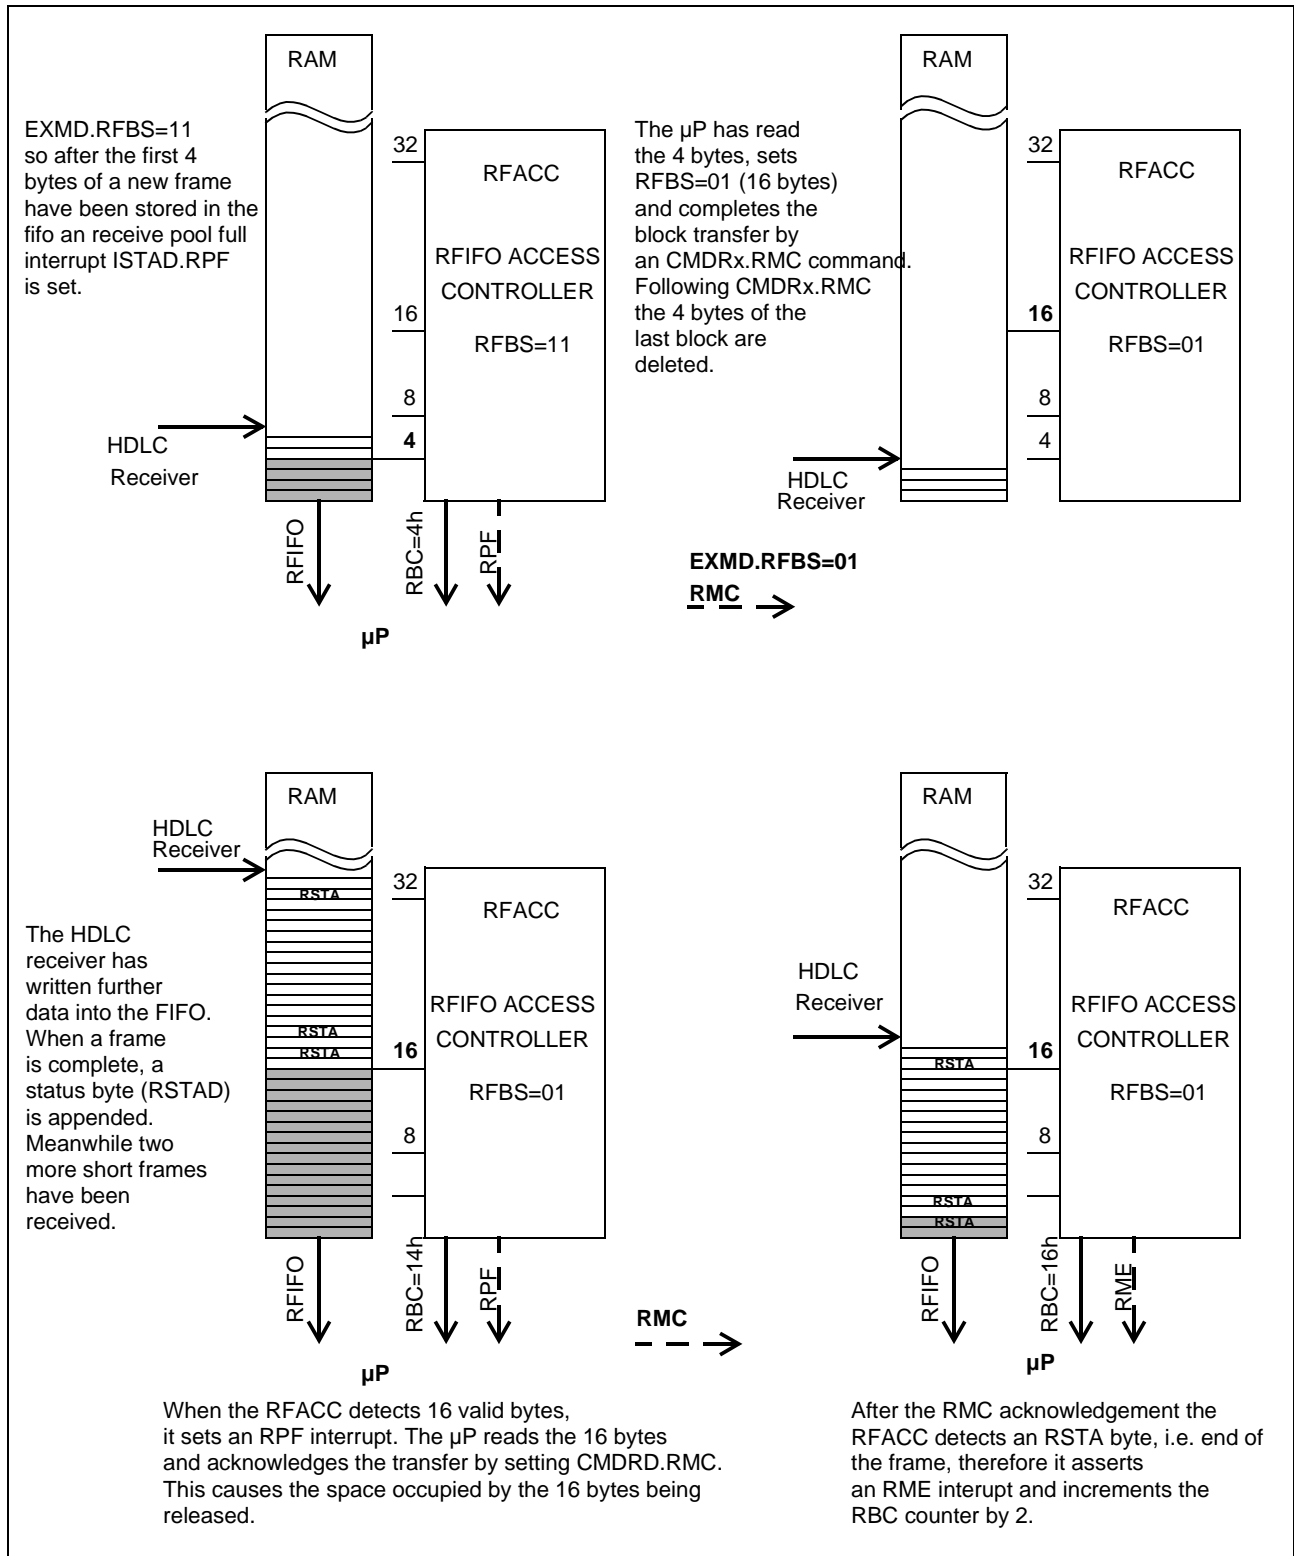 RAM
EXMD.RFBS=11
so after the first 4
bytes of a new frame
have been stored in the
fifo an receive pool full
interrupt ISTAD.RPF
is set.
32
RFACC
RFIFO ACCESS
CONTROLLER
16
RFBS=11
8
4
HDLC
Receiver
RFIFO
RBC=4h
RPF
µP
The µP has read
the 4 bytes, sets
RFBS=01 (16 bytes)
and completes the
block transfer by
an CMDRx.RMC command.
Following CMDRx.RMC
the 4 bytes of the
last block are
deleted.
RAM
32
RFACC
RFIFO ACCESS
CONTROLLER
16
RFBS=01
8
4
HDLC
Receiver
EXMD.RFBS=01
RMC
RAM
HDLC
Receiver
RSTA
32
RFACC
The HDLC
receiver has
written further
data into the FIFO.
When a frame
is complete, a
status byte (RSTAD)
is appended.
Meanwhile two
more short frames
have been
received.
RFIFO ACCESS
CONTROLLER
RSTA
RSTA
16
RFBS=01
8
RFIFO
RBC=14h
RPF
µP
RMC
When the RFACC detects 16 valid bytes,
it sets an RPF interrupt. The µP reads the 16 bytes
and acknowledges the transfer by setting CMDRD.RMC.
This causes the space occupied by the 16 bytes being
released.
RAM
32
RFACC
HDLC
Receiver
RFIFO ACCESS
CONTROLLER
16
RSTA
RFBS=01
8
RSTA
RSTA
RFIFO
RBC=16h
RME
µP
After the RMC acknowledgement the
RFACC detects an RSTA byte, i.e. end of
the frame, therefore it asserts
an RME interupt and increments the
RBC counter by 2.